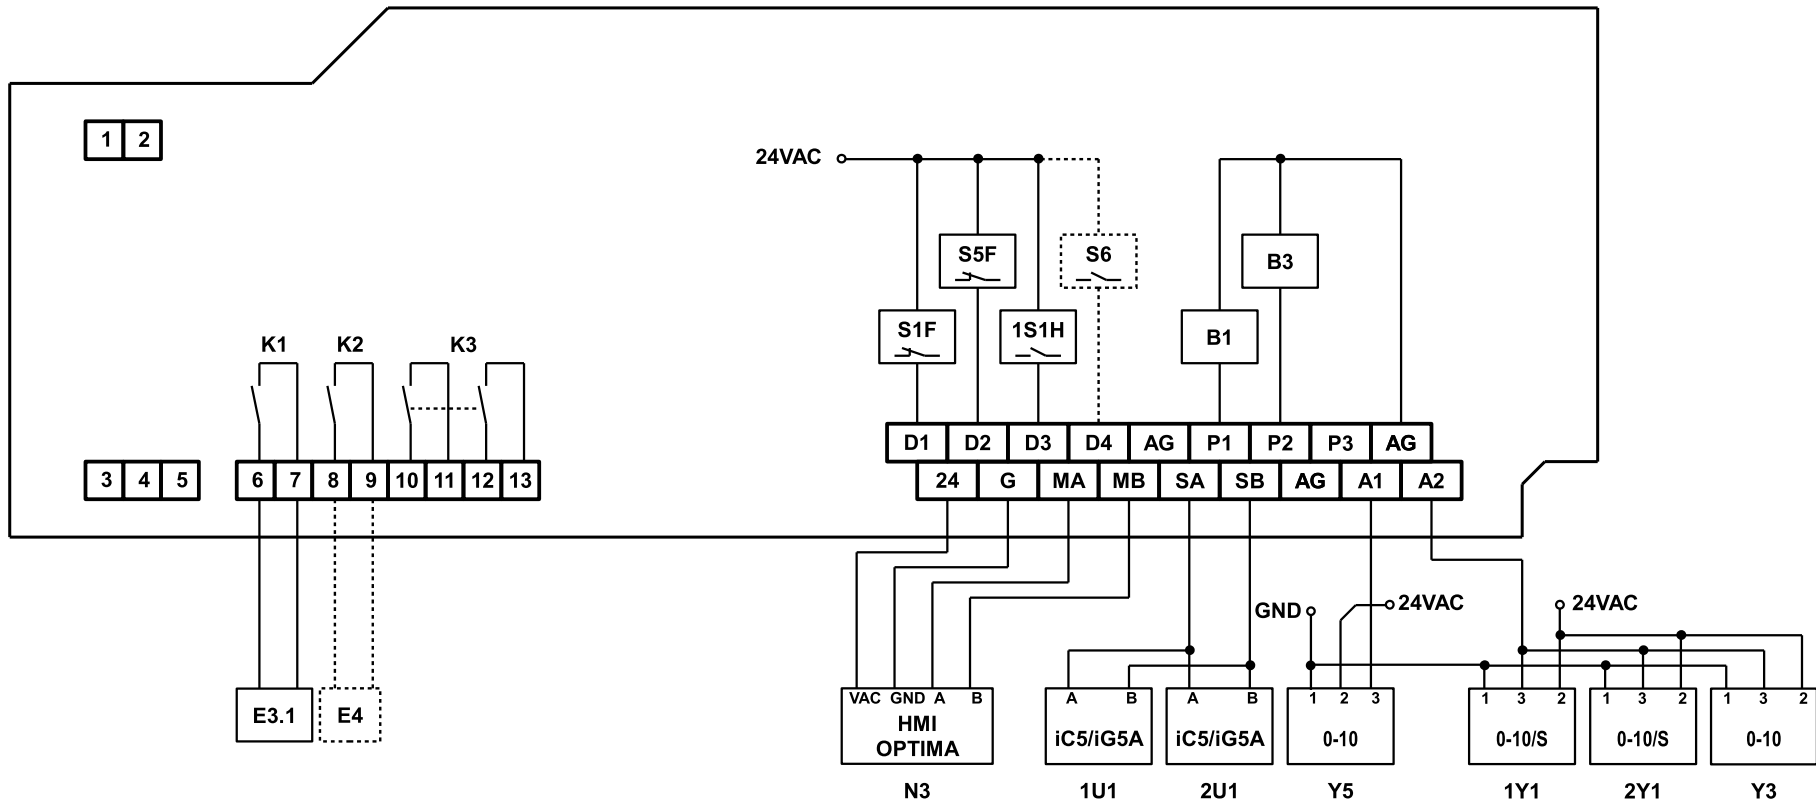 1 2
24VAC
S5F S6
B3
S1F 1S1H
B1
K1 K2 K3
D1 D2 D3 D4 AG P1 P2 P3 AG
3 4 5 6 7 8 9 10 11 12 13
24 G MA MB SA SB AG A1 A2
GND 24VAC 24VAC
VAC GND A B A B A B 1 2 3 1 3 2 1 3 2 1 3 2
E3.1 E4
HMI
OPTIMA
iC5/iG5A iC5/iG5A 0-10 0-10/S 0-10/S 0-10
N3 1U1 2U1 Y5 1Y1 2Y1 Y3